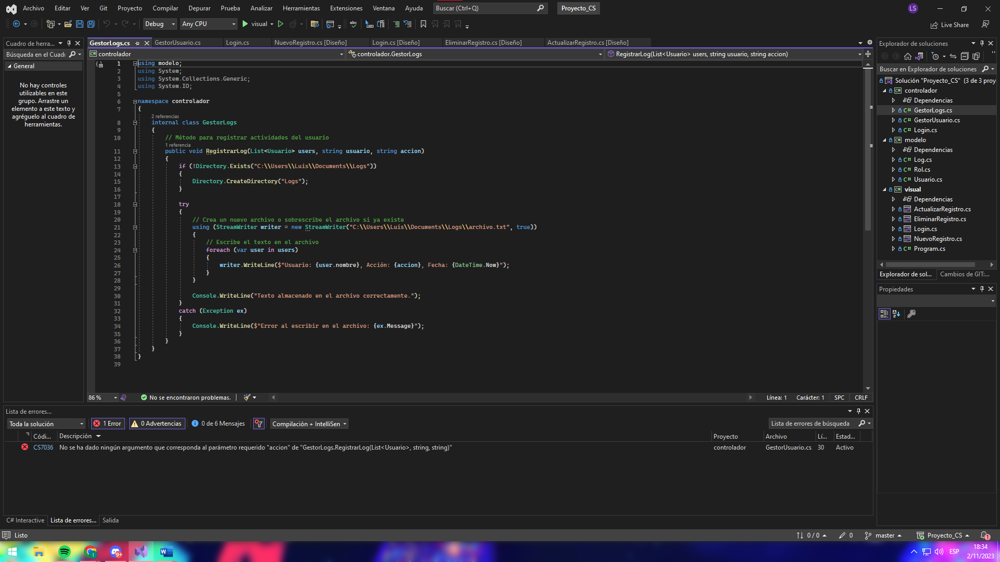 Archivo Editar Ver Git Proyecto Compilar Depurar Prueba Analizar Herramientas Extensiones Ventana Ayuda Buscar (Ctrl+Q) Proyecto_CS LS
Debug Any CPU visual Live Share
Cuadro de herra...
Búsqueda en el Cuadı
General
No hay controles
utilizables en este
grupo. Arrastre un
elemento a este texto y
agréguelo al cuadro de
herramientas.
GestorLogs.cs GestorUsuario.cs Login.cs NuevoRegistro.cs [Diseño] Login.cs [Diseño] EliminarRegistro.cs [Diseño] ActualizarRegistro.cs [Diseño]
controlador controlador.GestorLogs RegistrarLog(List<Usuario> users, string usuario, string accion)
1 using modelo;
2 using System;
3 using System.Collections.Generic;
4 using System.IO;
5
6 namespace controlador
7 {
2 referencias
8 internal class GestorLogs
9 {
10 // Método para registrar actividades del usuario
1 referencia
11 public void RegistrarLog(List<Usuario> users, string usuario, string accion)
12 {
13 if (!Directory.Exists("C:\\Users\\Luis\\Documents\\Logs"))
14 {
15 Directory.CreateDirectory("Logs");
16 }
17
18 try
19 {
20 // Crea un nuevo archivo o sobrescribe el archivo si ya existe
21 using (StreamWriter writer = new StreamWriter("C:\\Users\\Luis\\Documents\\Logs\\archivo.txt", true))
22 {
23 // Escribe el texto en el archivo
24 foreach (var user in users)
25 {
26 writer.WriteLine($"Usuario: {user.nombre}, Acción: {accion}, Fecha: {DateTime.Now}");
27 }
28 }
29
30 Console.WriteLine("Texto almacenado en el archivo correctamente.");
31 }
32 catch (Exception ex)
33 {
34 Console.WriteLine($"Error al escribir en el archivo: {ex.Message}");
35 }
36 }
37 }
38 }
39
86 % No se encontraron problemas. Línea: 1 Carácter: 1 SPC CRLF
Explorador de soluciones
Buscar en Explorador de soluciones
Solución "Proyecto_CS" (3 de 3 proy
controlador
Dependencias
C# GestorLogs.cs
C# GestorUsuario.cs
C# Login.cs
modelo
Dependencias
C# Log.cs
C# Rol.cs
C# Usuario.cs
visual
Dependencias
ActualizarRegistro.cs
EliminarRegistro.cs
Login.cs
NuevoRegistro.cs
C# Program.cs
Explorador de sol... Cambios de GIT:...
Propiedades
Lista de errores...
Toda la solución 1 Error 0 Advertencias 0 de 6 Mensajes Compilación + IntelliSen Lista de errores de búsqueda
Códi... Descripción Proyecto Archivo Lí... Estad...
CS7036 No se ha dado ningún argumento que corresponda al parámetro requerido "accion" de "GestorLogs.RegistrarLog(List<Usuario>, string, string)" controlador GestorUsuario.cs 30 Activo
C# Interactive Lista de errores... Salida
Listo 0 / 0 0 master Proyecto_CS 1
9+ ESP 18:34
2/11/2023